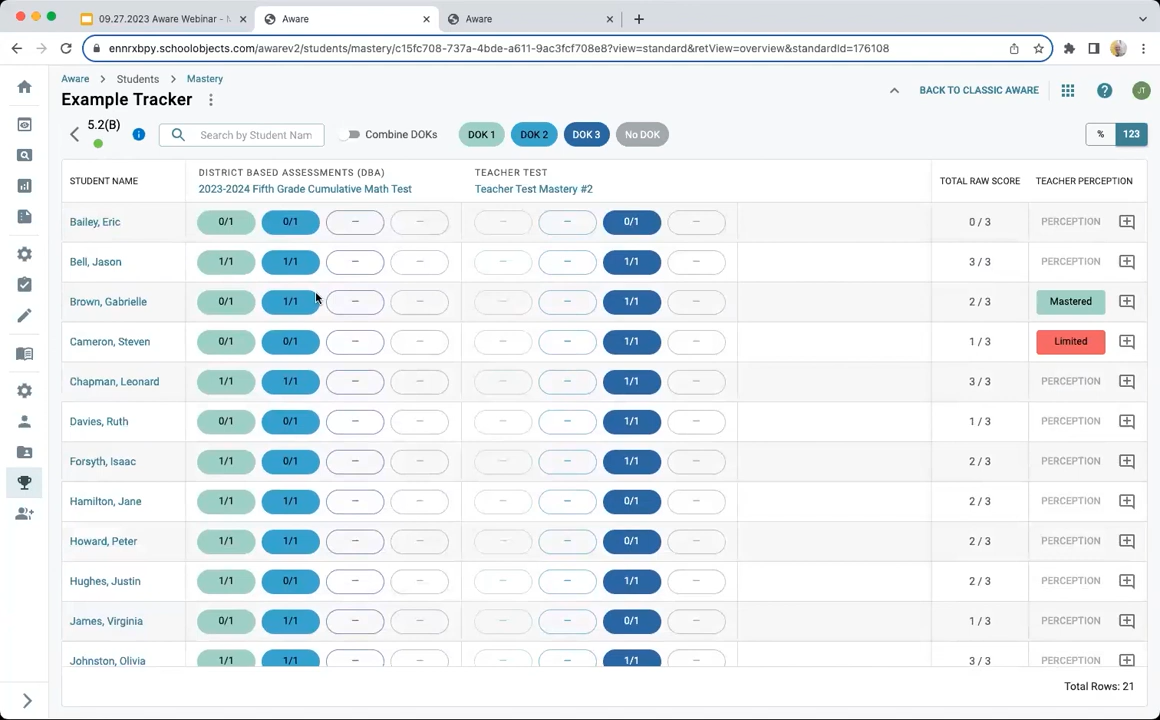 09.27.2023 Aware Webinar -
Aware
Aware
ennrxbpy.schoolobjects.com/awarev2/students/mastery/c15fc708-737a-4bde-a611-9ac3fcf708e8?view=standard&retView=overview&standardId=176108
Aware > Students > Mastery
Example Tracker
BACK TO CLASSIC AWARE
JT
5.2(B)
Search by Student Nam
Combine DOKs
DOK 1
DOK 2
DOK 3
No DOK
%
123
STUDENT NAME
DISTRICT BASED ASSESSMENTS (DBA)
2023-2024 Fifth Grade Cumulative Math Test
TEACHER TEST
Teacher Test Mastery #2
TOTAL RAW SCORE
TEACHER PERCEPTION
Bailey, Eric 0/1 0/1 – – – – 0/1 – 0 / 3 PERCEPTION
Bell, Jason 1/1 1/1 – – – – 1/1 – 3 / 3 PERCEPTION
Brown, Gabrielle 0/1 1/1 – – – – 1/1 – 2 / 3 Mastered
Cameron, Steven 0/1 0/1 – – – – 1/1 – 1 / 3 Limited
Chapman, Leonard 1/1 1/1 – – – – 1/1 – 3 / 3 PERCEPTION
Davies, Ruth 0/1 0/1 – – – – 1/1 – 1 / 3 PERCEPTION
Forsyth, Isaac 1/1 0/1 – – – – 1/1 – 2 / 3 PERCEPTION
Hamilton, Jane 1/1 1/1 – – – – 0/1 – 2 / 3 PERCEPTION
Howard, Peter 1/1 1/1 – – – – 0/1 – 2 / 3 PERCEPTION
Hughes, Justin 1/1 0/1 – – – – 1/1 – 2 / 3 PERCEPTION
James, Virginia 0/1 1/1 – – – – 0/1 – 1 / 3 PERCEPTION
Johnston, Olivia 1/1 1/1 – – – – 1/1 – 3 / 3 PERCEPTION
Total Rows: 21